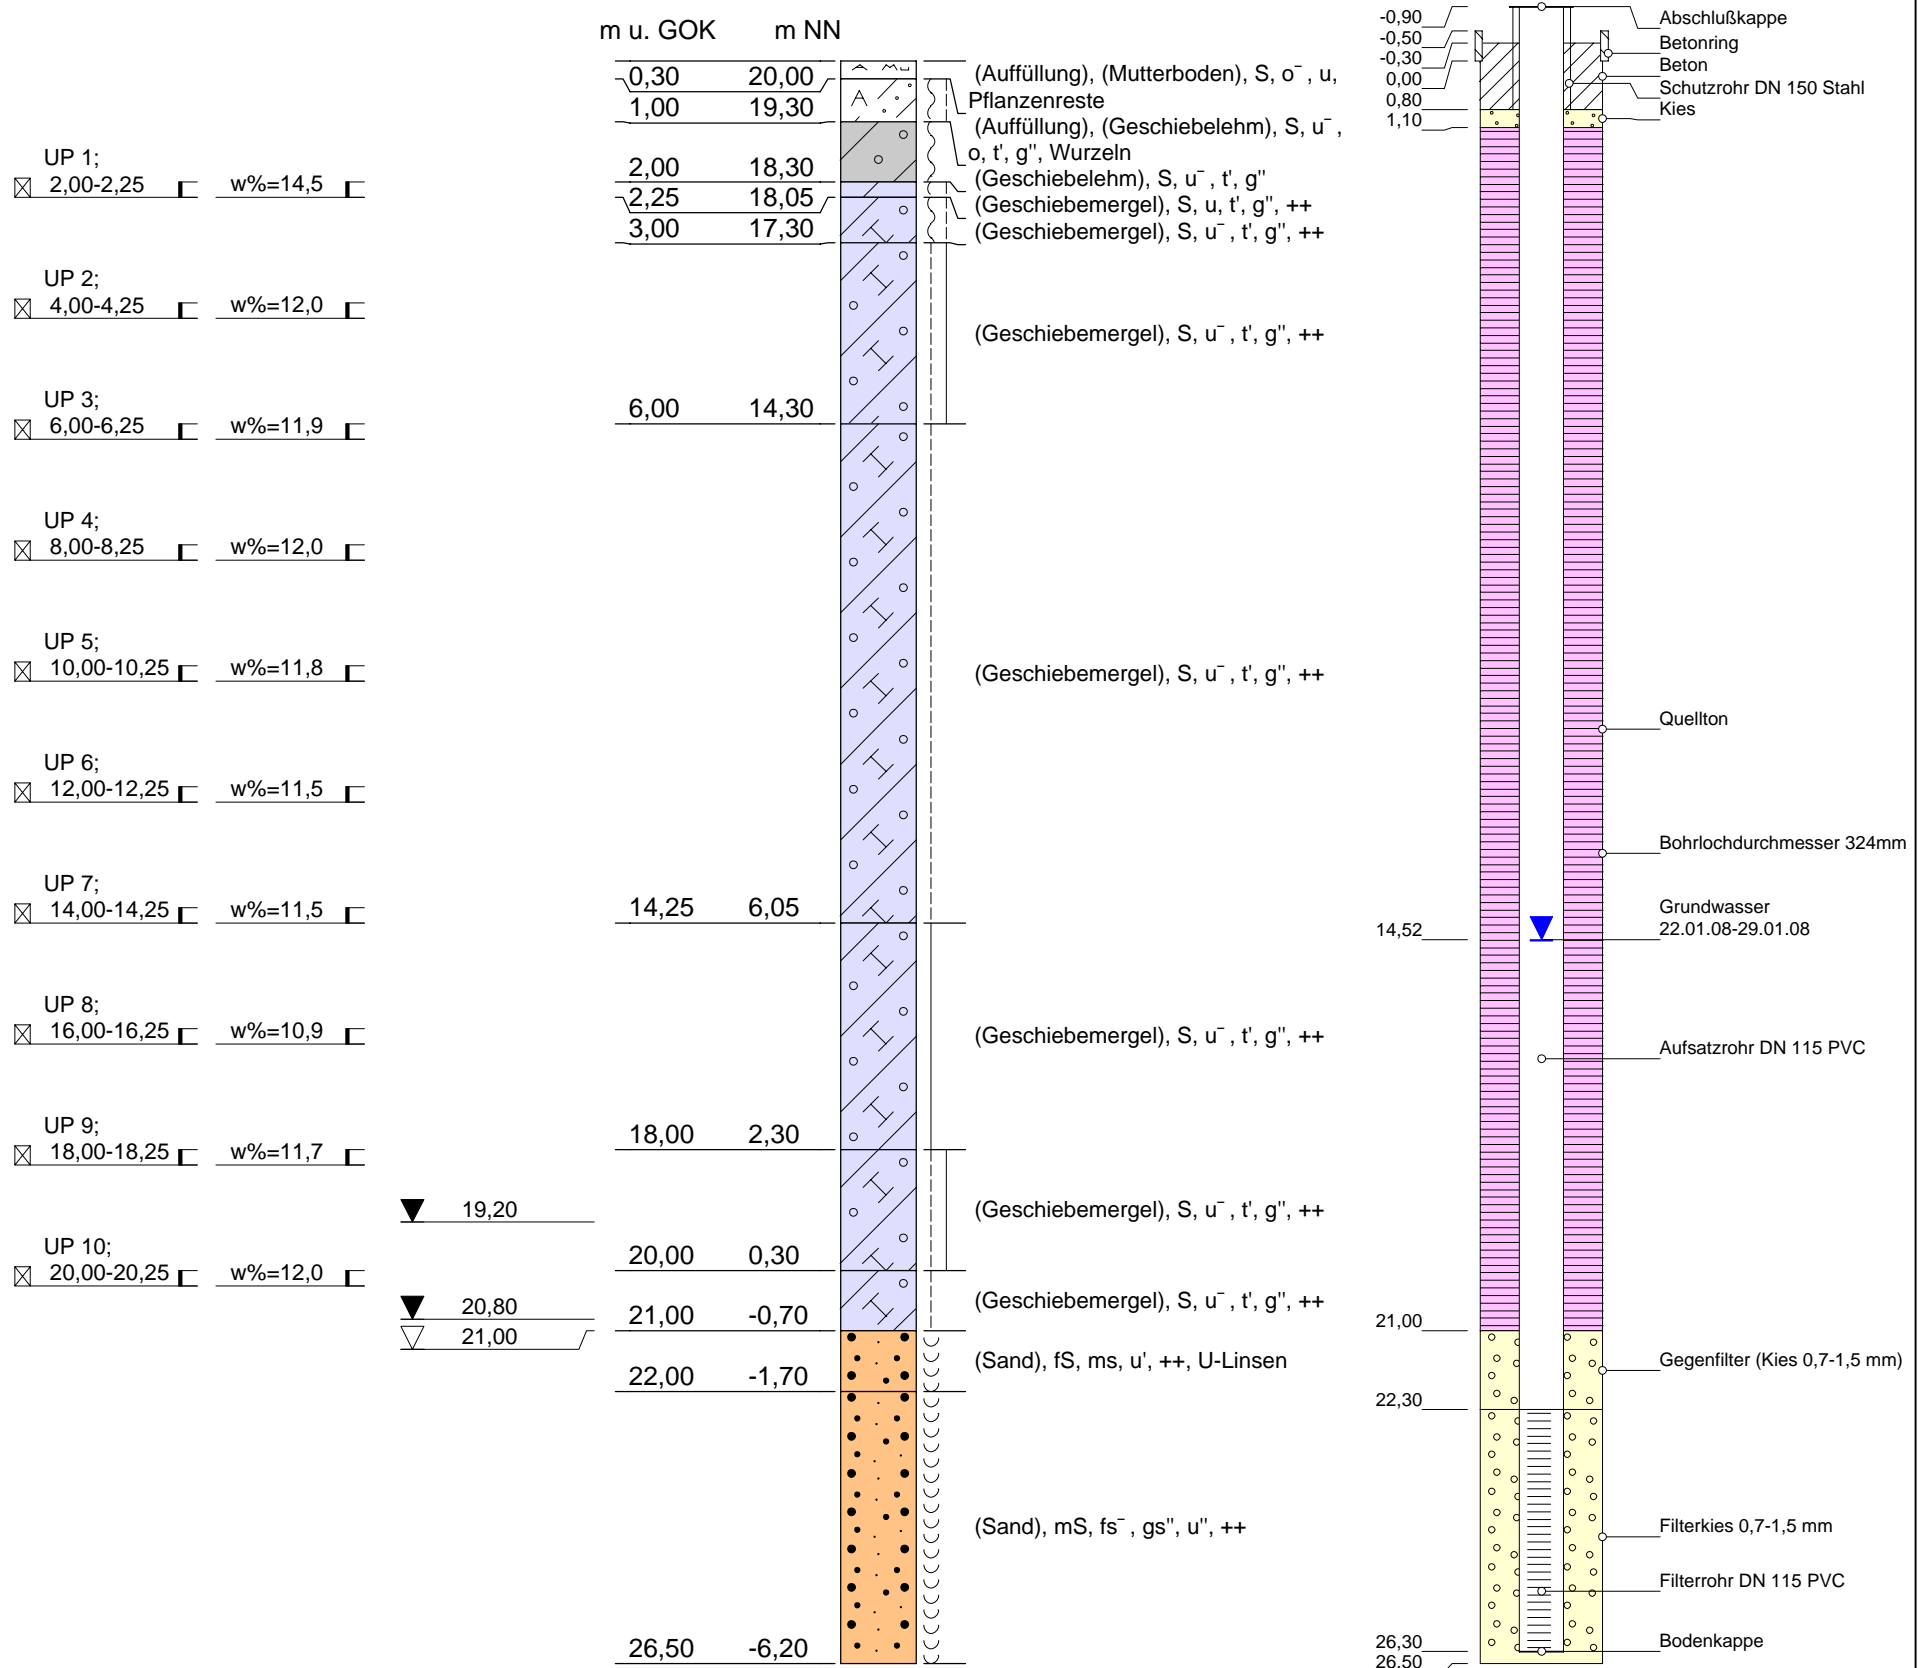 m u. GOK m NN
0,30 20,00
1,00 19,30
2,00 18,30
2,25 18,05
3,00 17,30
6,00 14,30
14,25 6,05
18,00 2,30
20,00 0,30
21,00 -0,70
22,00 -1,70
26,50 -6,20
UP 1;
2,00-2,25 w%=14,5
UP 2;
4,00-4,25 w%=12,0
UP 3;
6,00-6,25 w%=11,9
UP 4;
8,00-8,25 w%=12,0
UP 5;
10,00-10,25 w%=11,8
UP 6;
12,00-12,25 w%=11,5
UP 7;
14,00-14,25 w%=11,5
UP 8;
16,00-16,25 w%=10,9
UP 9;
18,00-18,25 w%=11,7
UP 10;
20,00-20,25 w%=12,0
19,20
20,80
21,00
A Mu
A
(Auffüllung), (Mutterboden), S, o‾, u,
Pflanzenreste
(Auffüllung), (Geschiebelehm), S, u‾,
o, t', g'', Wurzeln
(Geschiebelehm), S, u‾, t', g''
(Geschiebemergel), S, u, t', g'', ++
(Geschiebemergel), S, u‾, t', g'', ++
(Geschiebemergel), S, u‾, t', g'', ++
(Geschiebemergel), S, u‾, t', g'', ++
(Geschiebemergel), S, u‾, t', g'', ++
(Geschiebemergel), S, u‾, t', g'', ++
(Geschiebemergel), S, u‾, t', g'', ++
(Sand), fS, ms, u', ++, U-Linsen
(Sand), mS, fs‾, gs'', u'', ++
-0,90
-0,50
-0,30
0,00
0,80
1,10
14,52
21,00
22,30
26,30
26,50
Abschlußkappe
Betonring
Beton
Schutzrohr DN 150 Stahl
Kies
Quellton
Bohrlochdurchmesser 324mm
Grundwasser
22.01.08-29.01.08
Aufsatzrohr DN 115 PVC
Gegenfilter (Kies 0,7-1,5 mm)
Filterkies 0,7-1,5 mm
Filterrohr DN 115 PVC
Bodenkappe